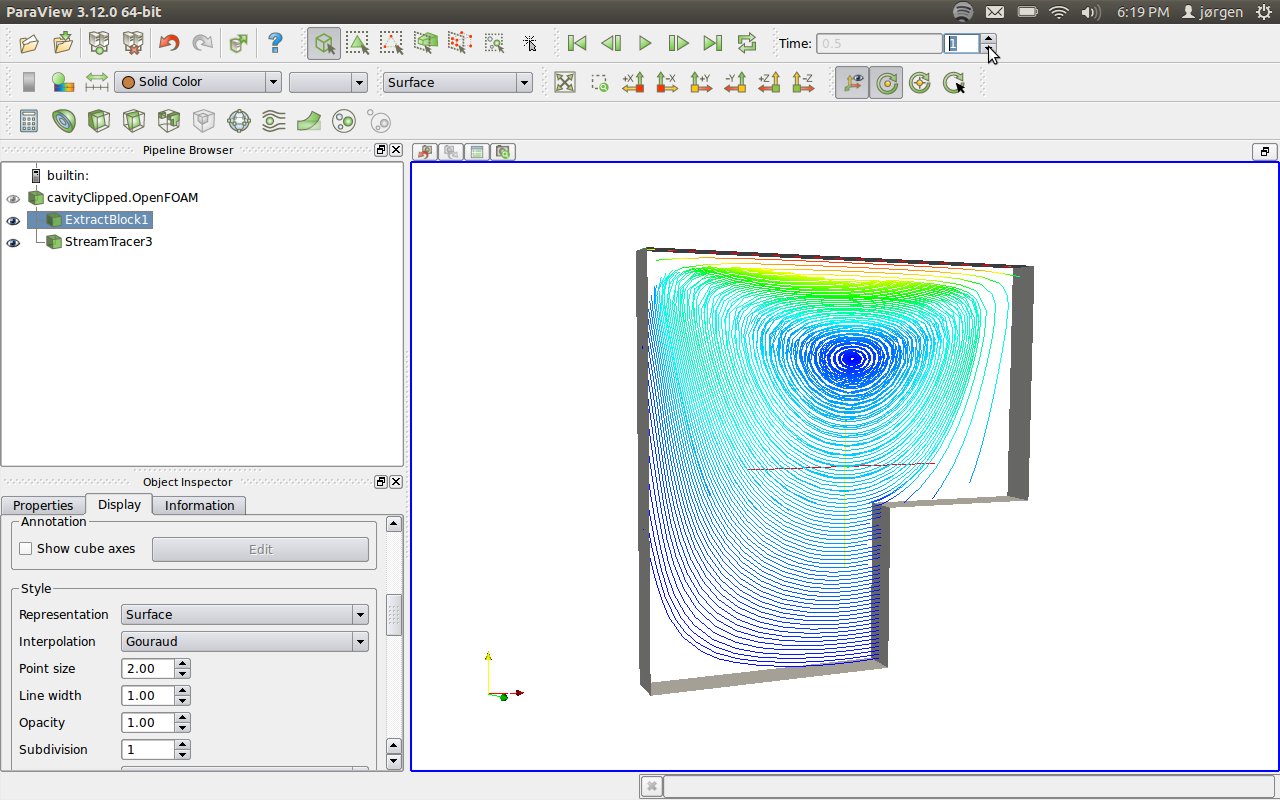 ParaView 3.12.0 64-bit
6:19 PM jørgen
Time: 0.5 1
Solid Color
Surface
+X -X +Y -Y +Z -Z
Pipeline Browser
builtin:
cavityClipped.OpenFOAM
ExtractBlock1
StreamTracer3
Object Inspector
Properties Display Information
Annotation
Show cube axes Edit
Style
Representation Surface
Interpolation Gouraud
Point size 2.00
Line width 1.00
Opacity 1.00
Subdivision 1